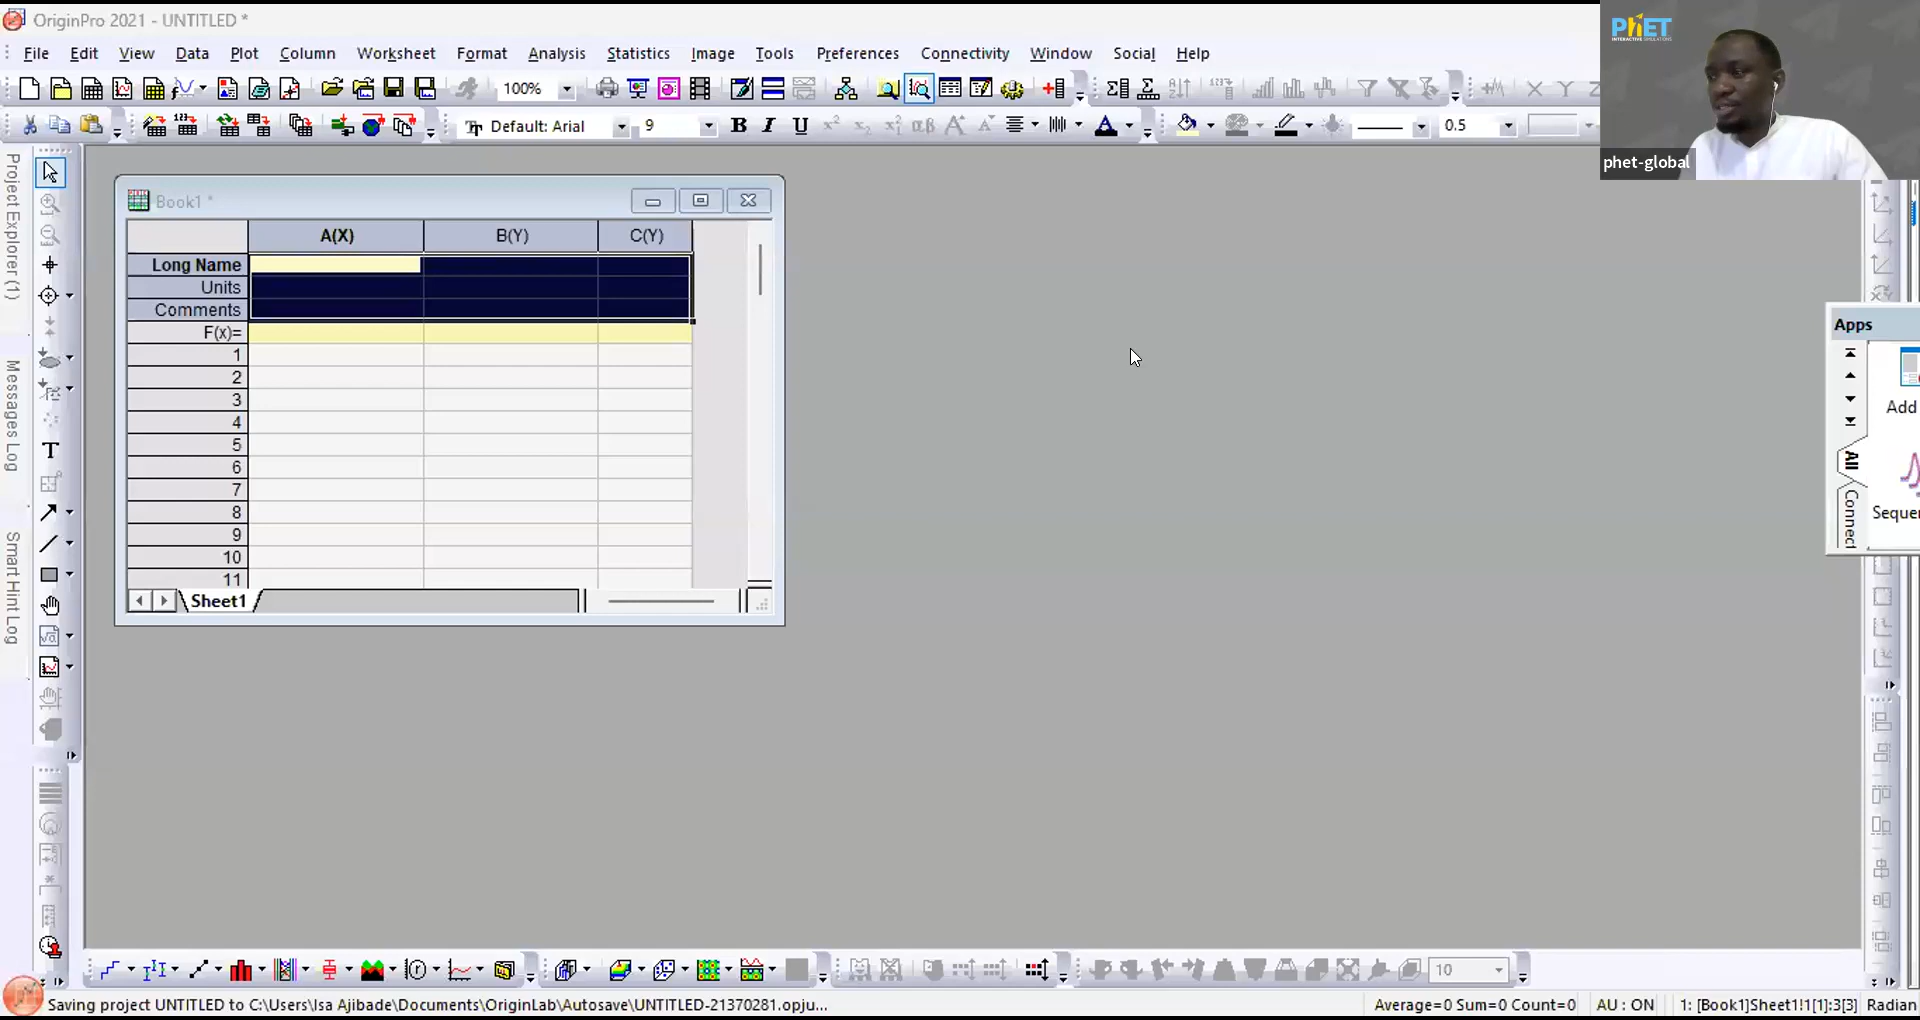 OriginPro 2021 - UNTITLED *
File Edit View Data Plot Column Worksheet Format Analysis Statistics Image Tools Preferences Connectivity Window Social Help
100%
Default: Arial 9 B I U 0.5
PhET
INTERACTIVE SIMULATIONS
phet-global
Project Explorer (1)
Messages Log
Smart Hint Log
Book1 *
A(X) B(Y) C(Y)
Long Name
Units
Comments
F(x)=
1
2
3
4
5
6
7
8
9
10
11
Sheet1
Apps
Add
All
Connect
Sequen
10
Saving project UNTITLED to C:\Users\Isa Ajibade\Documents\OriginLab\Autosave\UNTITLED-21370281.opju...
Average=0 Sum=0 Count=0 AU : ON 1: [Book1]Sheet1!1[1]:3[3] Radian